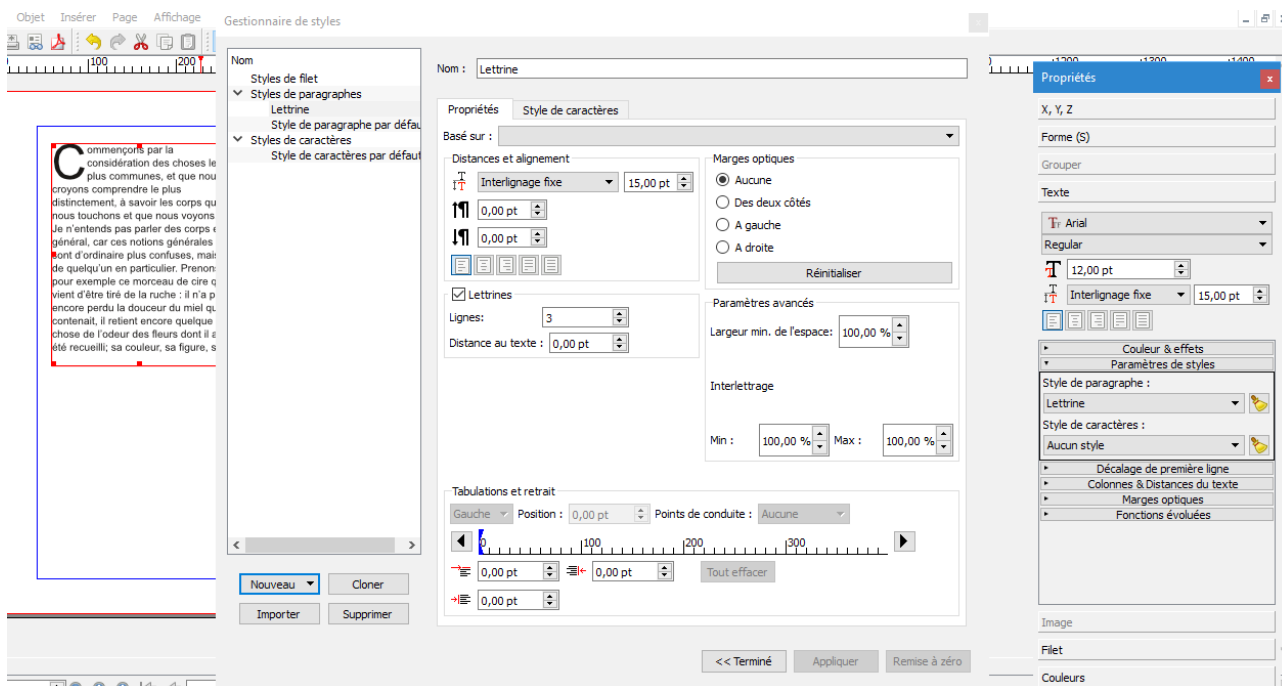 Objet Insérer Page Affichage
100 200
C ommençons par la
considération des choses le
plus communes, et que nou
croyons comprendre le plus
distinctement, à savoir les corps qu
nous touchons et que nous voyons
Je n'entends pas parler des corps e
général, car ces notions générales
sont d'ordinaire plus confuses, mais
de quelqu'un en particulier. Prenons
pour exemple ce morceau de cire q
vient d'être tiré de la ruche : il n'a p
encore perdu la douceur du miel qu
contenait, il retient encore quelque
chose de l'odeur des fleurs dont il a
été recueilli; sa couleur, sa figure, s
Gestionnaire de styles
Nom
Styles de filet
Styles de paragraphes
Lettrine
Style de paragraphe par défau
Styles de caractères
Style de caractères par défaut
Nouveau Cloner
Importer Supprimer
Nom : Lettrine
Propriétés Style de caractères
Basé sur :
Distances et alignement
Interlignage fixe 15,00 pt
0,00 pt
0,00 pt
Lettrines
Lignes: 3
Distance au texte : 0,00 pt
Marges optiques
Aucune
Des deux côtés
A gauche
A droite
Réinitialiser
Paramètres avancés
Largeur min. de l'espace: 100,00 %
Interlettrage
Min : 100,00 % Max : 100,00 %
Tabulations et retrait
Gauche Position : 0,00 pt Points de conduite : Aucune
0 100 200 300
0,00 pt 0,00 pt Tout effacer
0,00 pt
<< Terminé Appliquer Remise à zéro
1200 1300 1400
Propriétés x
X, Y, Z
Forme (S)
Grouper
Texte
Arial
Regular
12,00 pt
Interlignage fixe 15,00 pt
Couleur & effets
Paramètres de styles
Style de paragraphe :
Lettrine
Style de caractères :
Aucun style
Décalage de première ligne
Colonnes & Distances du texte
Marges optiques
Fonctions évoluées
Image
Filet
Couleurs